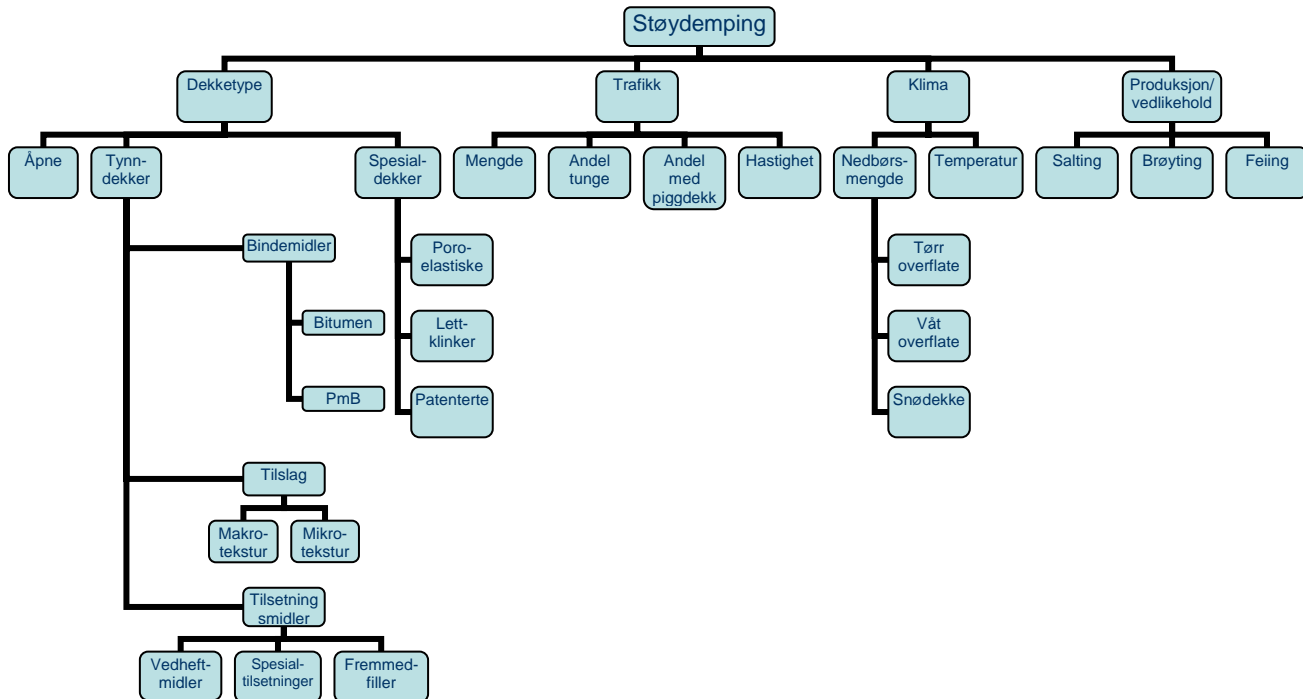 Støydemping
Dekketype
Trafikk
Klima
Produksjon/
vedlikehold
Åpne
Tynn-
dekker
Spesial-
dekker
Mengde
Andel
tunge
Andel
med
piggdekk
Hastighet
Nedbørs-
mengde
Temperatur
Salting
Brøyting
Feiing
Bindemidler
Bitumen
PmB
Poro-
elastiske
Lett-
klinker
Patenterte
Tørr
overflate
Våt
overflate
Snødekke
Tilslag
Makro-
tekstur
Mikro-
tekstur
Tilsetning
smidler
Vedheft-
midler
Spesial-
tilsetninger
Fremmed-
filler